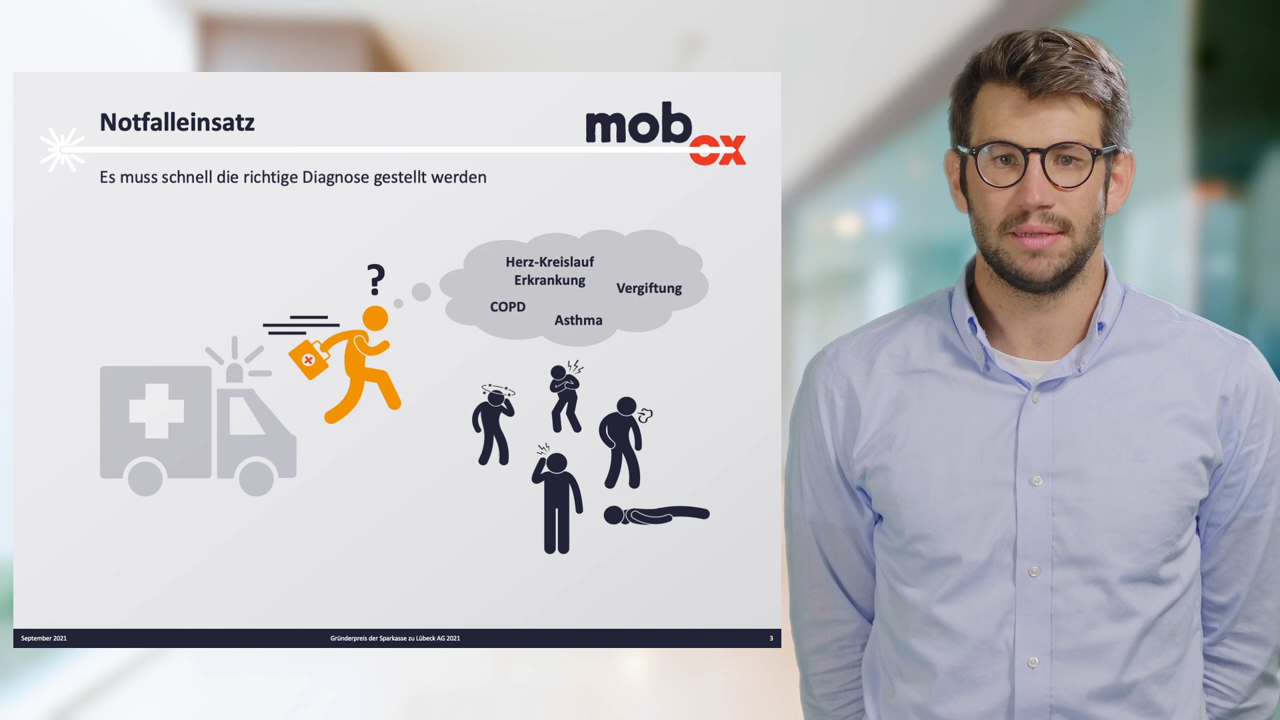 Notfalleinsatz
mobox
Es muss schnell die richtige Diagnose gestellt werden
?
Herz-Kreislauf
Erkrankung
Vergiftung
COPD
Asthma
September 2021
Gründerpreis der Sparkasse zu Lübeck AG 2021
3